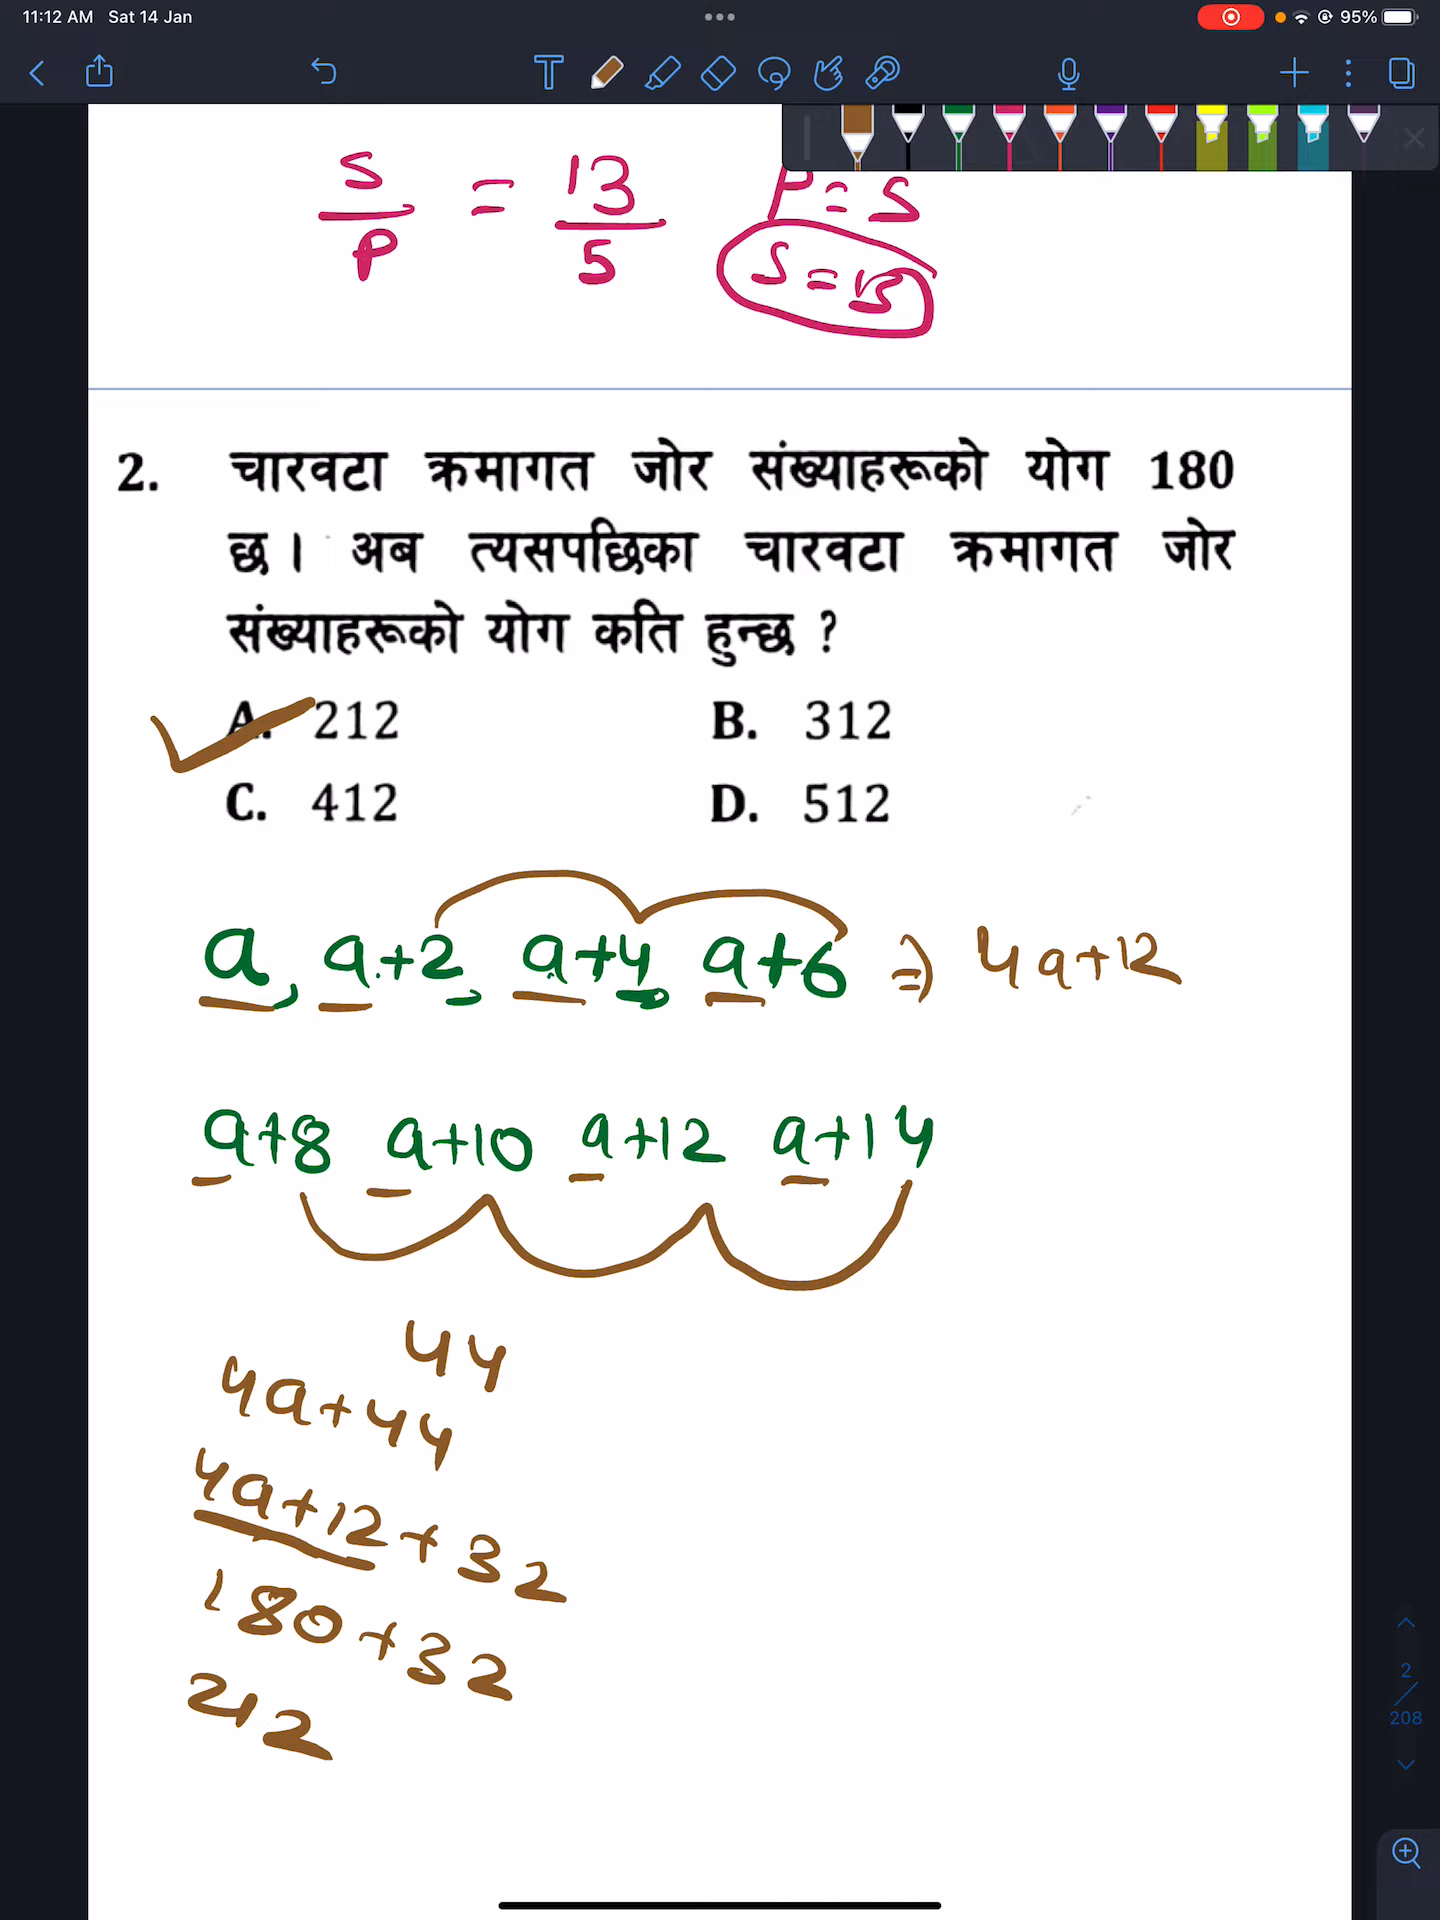 11:12 AM Sat 14 Jan
95%
S/P = 13/5
P = S
S = 13
2. चारवटा क्रमागत जोर संख्याहरूको योग 180
छ। अब त्यसपछिका चारवटा क्रमागत जोर
संख्याहरूको योग कति हुन्छ ?
A. 212 B. 312
C. 412 D. 512
a, a+2, a+4, a+6 ⇒ 4a+12
a+8 a+10 a+12 a+14
44
4a+44
4a+12+32
180+32
212
2
/
208